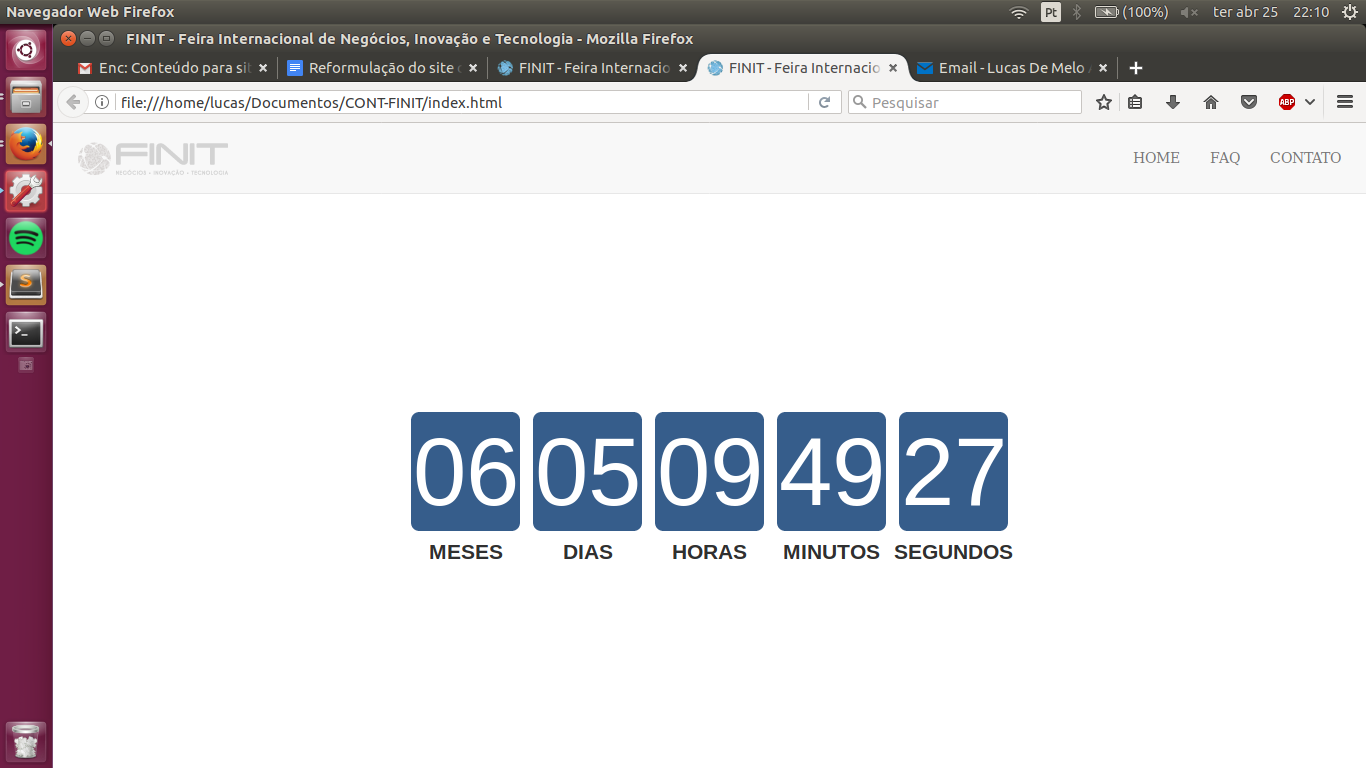 Navegador Web Firefox
Pt
(100%)
ter abr 25
22:10
FINIT - Feira Internacional de Negócios, Inovação e Tecnologia - Mozilla Firefox
Enc: Conteúdo para sit
Reformulação do site d
FINIT - Feira Internacio
FINIT - Feira Internacio
Email - Lucas De Melo A
file:///home/lucas/Documentos/CONT-FINIT/index.html
Pesquisar
ABP
FINIT
NEGÓCIOS • INOVAÇÃO • TECNOLOGIA
HOME
FAQ
CONTATO
S
06 05 09 49 27
MESES DIAS HORAS MINUTOS SEGUNDOS